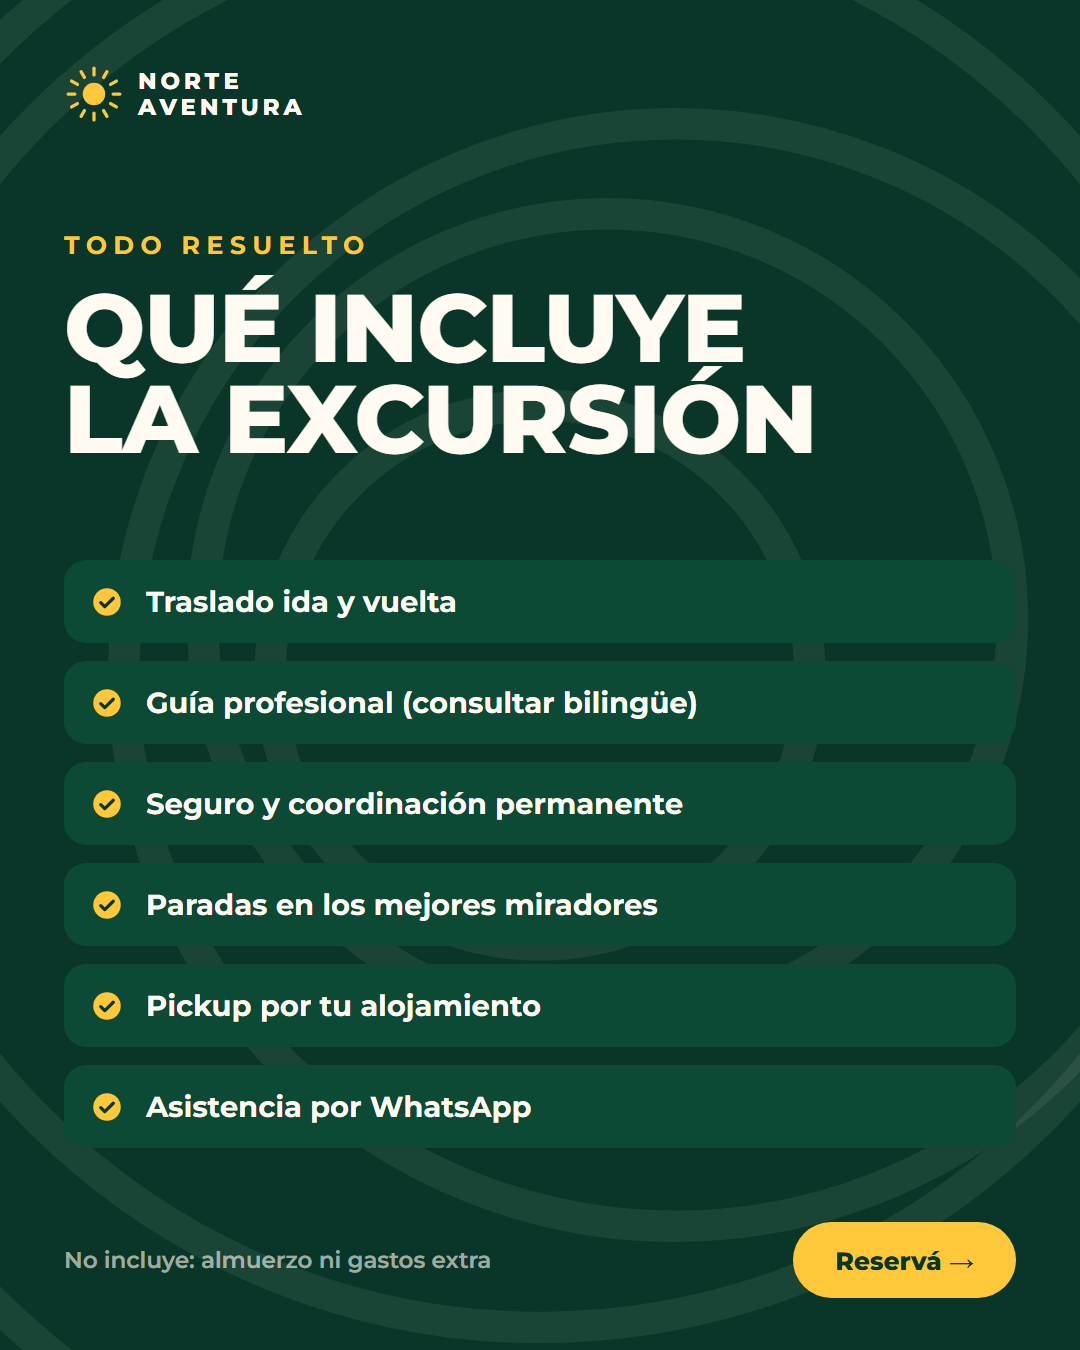 NORTE
AVENTURA
TODO RESUELTO
QUÉ INCLUYE
LA EXCURSIÓN
Traslado ida y vuelta
Guía profesional (consultar bilingüe)
Seguro y coordinación permanente
Paradas en los mejores miradores
Pickup por tu alojamiento
Asistencia por WhatsApp
No incluye: almuerzo ni gastos extra
Reservá →